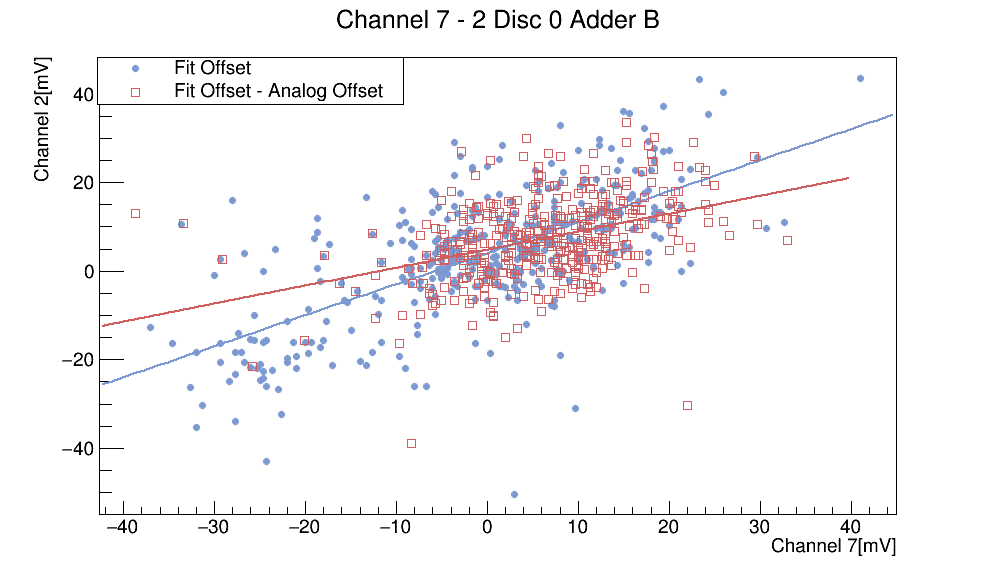 Channel 7 - 2 Disc 0 Adder B
Channel 2[mV]
Fit Offset
Fit Offset - Analog Offset
40
20
0
−20
−40
−40 −30 −20 −10 0 10 20 30 40
Channel 7[mV]